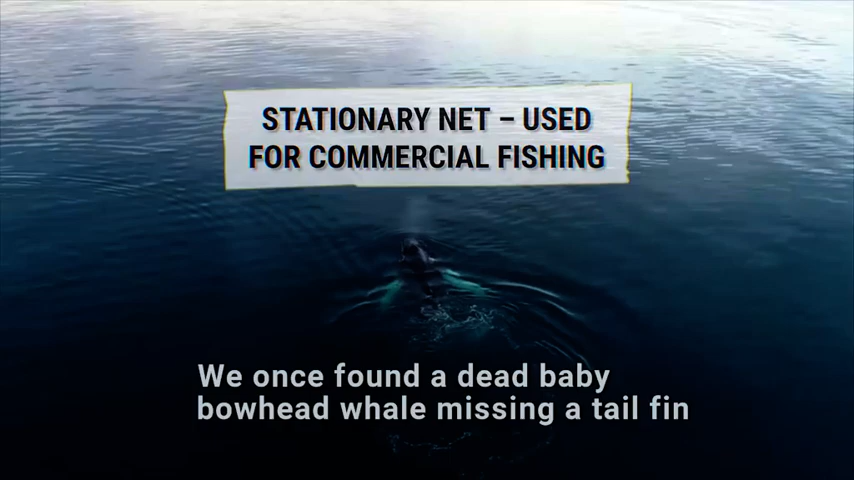 STATIONARY NET – USED
FOR COMMERCIAL FISHING
We once found a dead baby
bowhead whale missing a tail fin